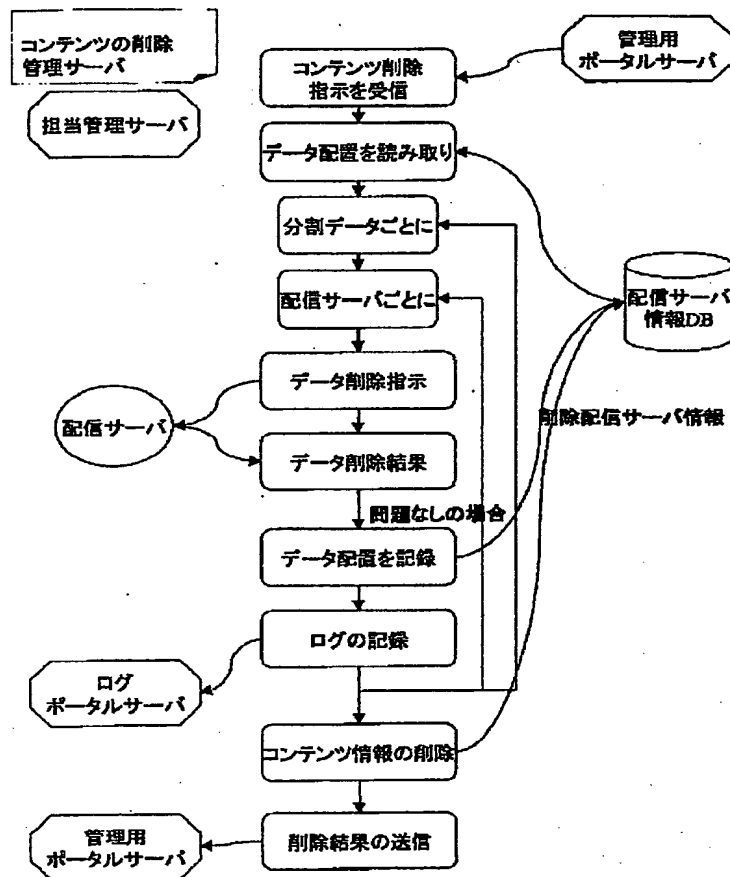 コンテンツの削除
管理サーバ
担当管理サーバ
管理用
ポータルサーバ
コンテンツ削除
指示を受信
データ配置を読み取り
分割データごとに
配信サーバごとに
配信サーバ
情報DB
データ削除指示
配信サーバ
削除配信サーバ情報
データ削除結果
問題なしの場合
データ配置を記録
ログの記録
ログ
ポータルサーバ
コンテンツ情報の削除
管理用
ポータルサーバ
削除結果の送信